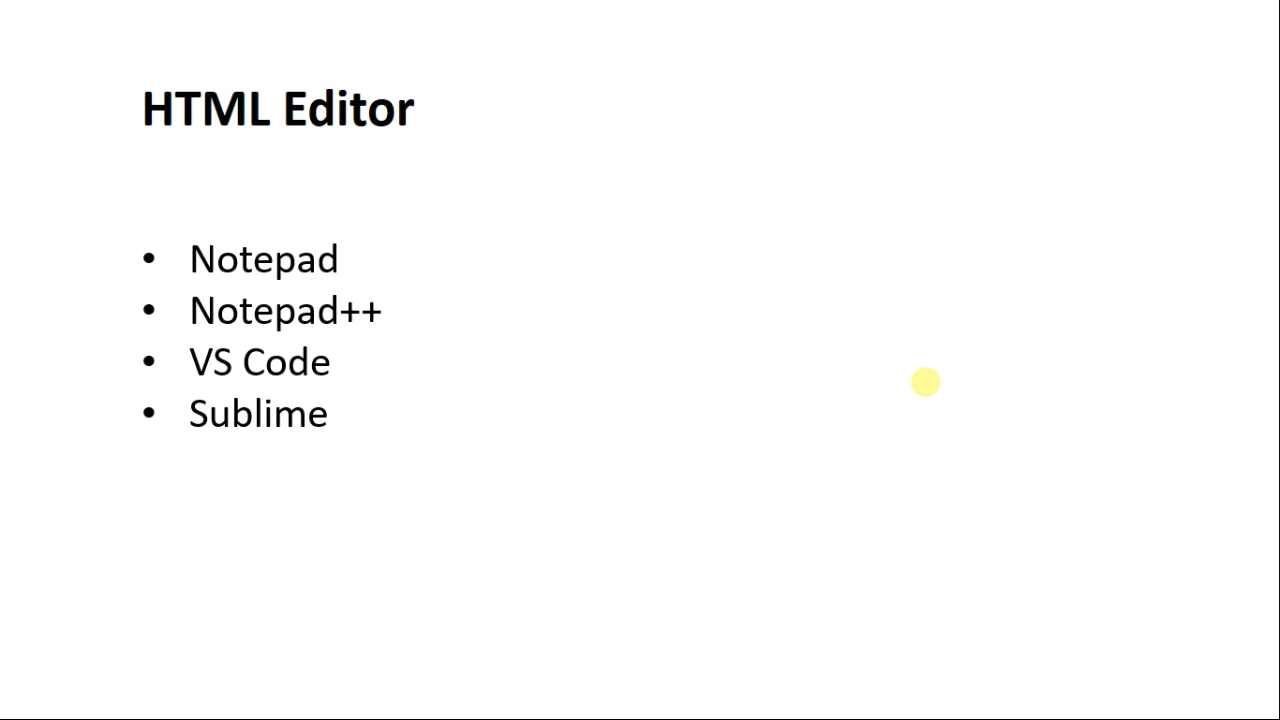 HTML Editor
• Notepad
• Notepad++
• VS Code
• Sublime